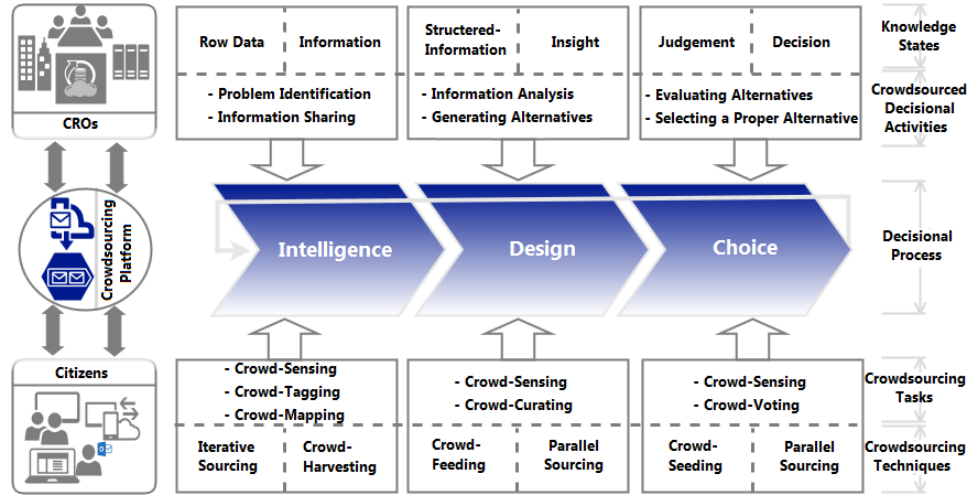 CROs
Crowdsourcing
Platform
Citizens
Row Data
Information
Structured-
Information
Insight
Judgement
Decision
Knowledge
States
- Problem Identification
- Information Sharing
- Information Analysis
- Generating Alternatives
- Evaluating Alternatives
- Selecting a Proper Alternative
Crowdsourced
Decisional
Activities
Intelligence
Design
Choice
Decisional
Process
- Crowd-Sensing
- Crowd-Tagging
- Crowd-Mapping
- Crowd-Sensing
- Crowd-Curating
- Crowd-Sensing
- Crowd-Voting
Crowdsourcing
Tasks
Iterative
Sourcing
Crowd-
Harvesting
Crowd-
Feeding
Parallel
Sourcing
Crowd-
Seeding
Parallel
Sourcing
Crowdsourcing
Techniques